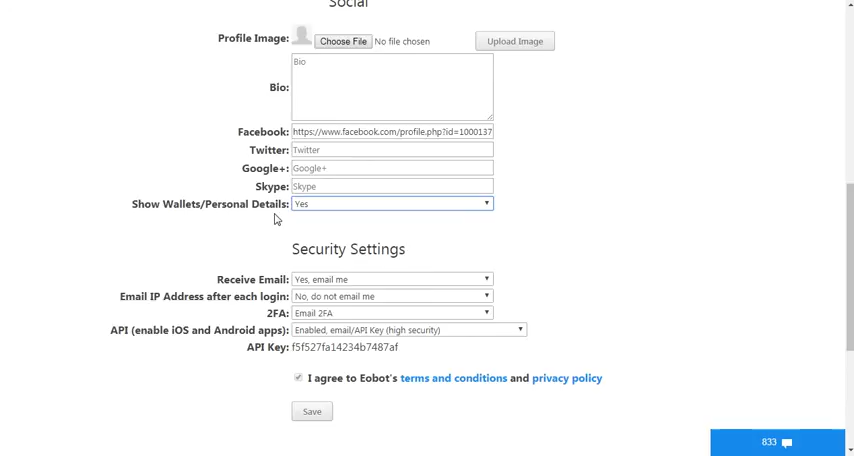 Social
Profile Image: Choose File No file chosen Upload Image
Bio: Bio
Facebook: https://www.facebook.com/profile.php?id=1000137
Twitter: Twitter
Google+: Google+
Skype: Skype
Show Wallets/Personal Details: Yes
Security Settings
Receive Email: Yes, email me
Email IP Address after each login: No, do not email me
2FA: Email 2FA
API (enable iOS and Android apps): Enabled, email/API Key (high security)
API Key: f5f527fa14234b7487af
I agree to Eobot's terms and conditions and privacy policy
Save
833